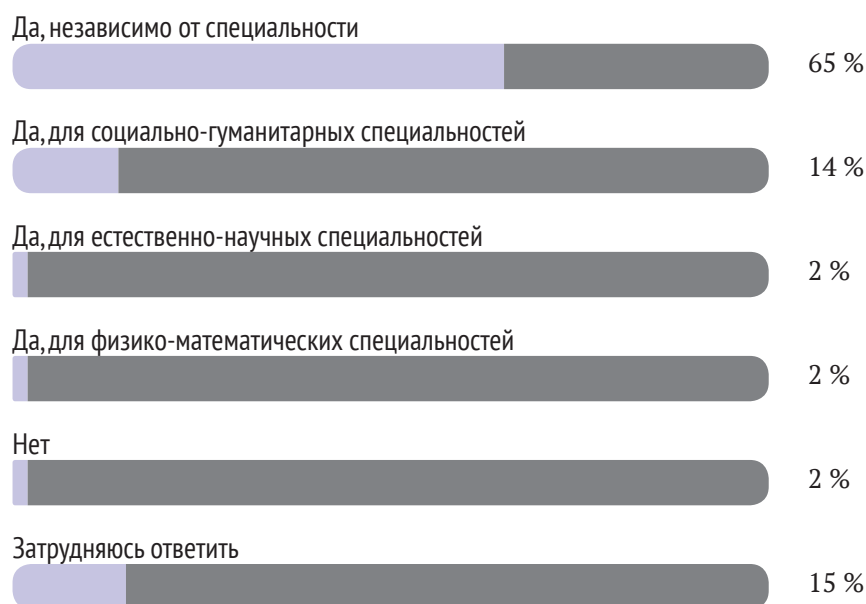 Да, независимо от специальности
65 %
Да, для социально-гуманитарных специальностей
14 %
Да, для естественно-научных специальностей
2 %
Да, для физико-математических специальностей
2 %
Нет
2 %
Затрудняюсь ответить
15 %